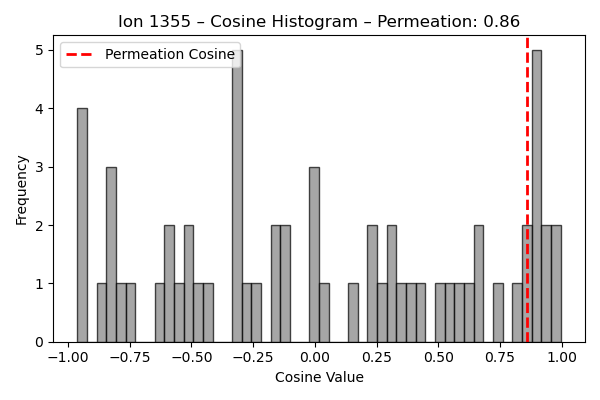 Ion 1355 – Cosine Histogram – Permeation: 0.86
Permeation Cosine
5
4
3
2
1
0
Frequency
−1.00 −0.75 −0.50 −0.25 0.00 0.25 0.50 0.75 1.00
Cosine Value